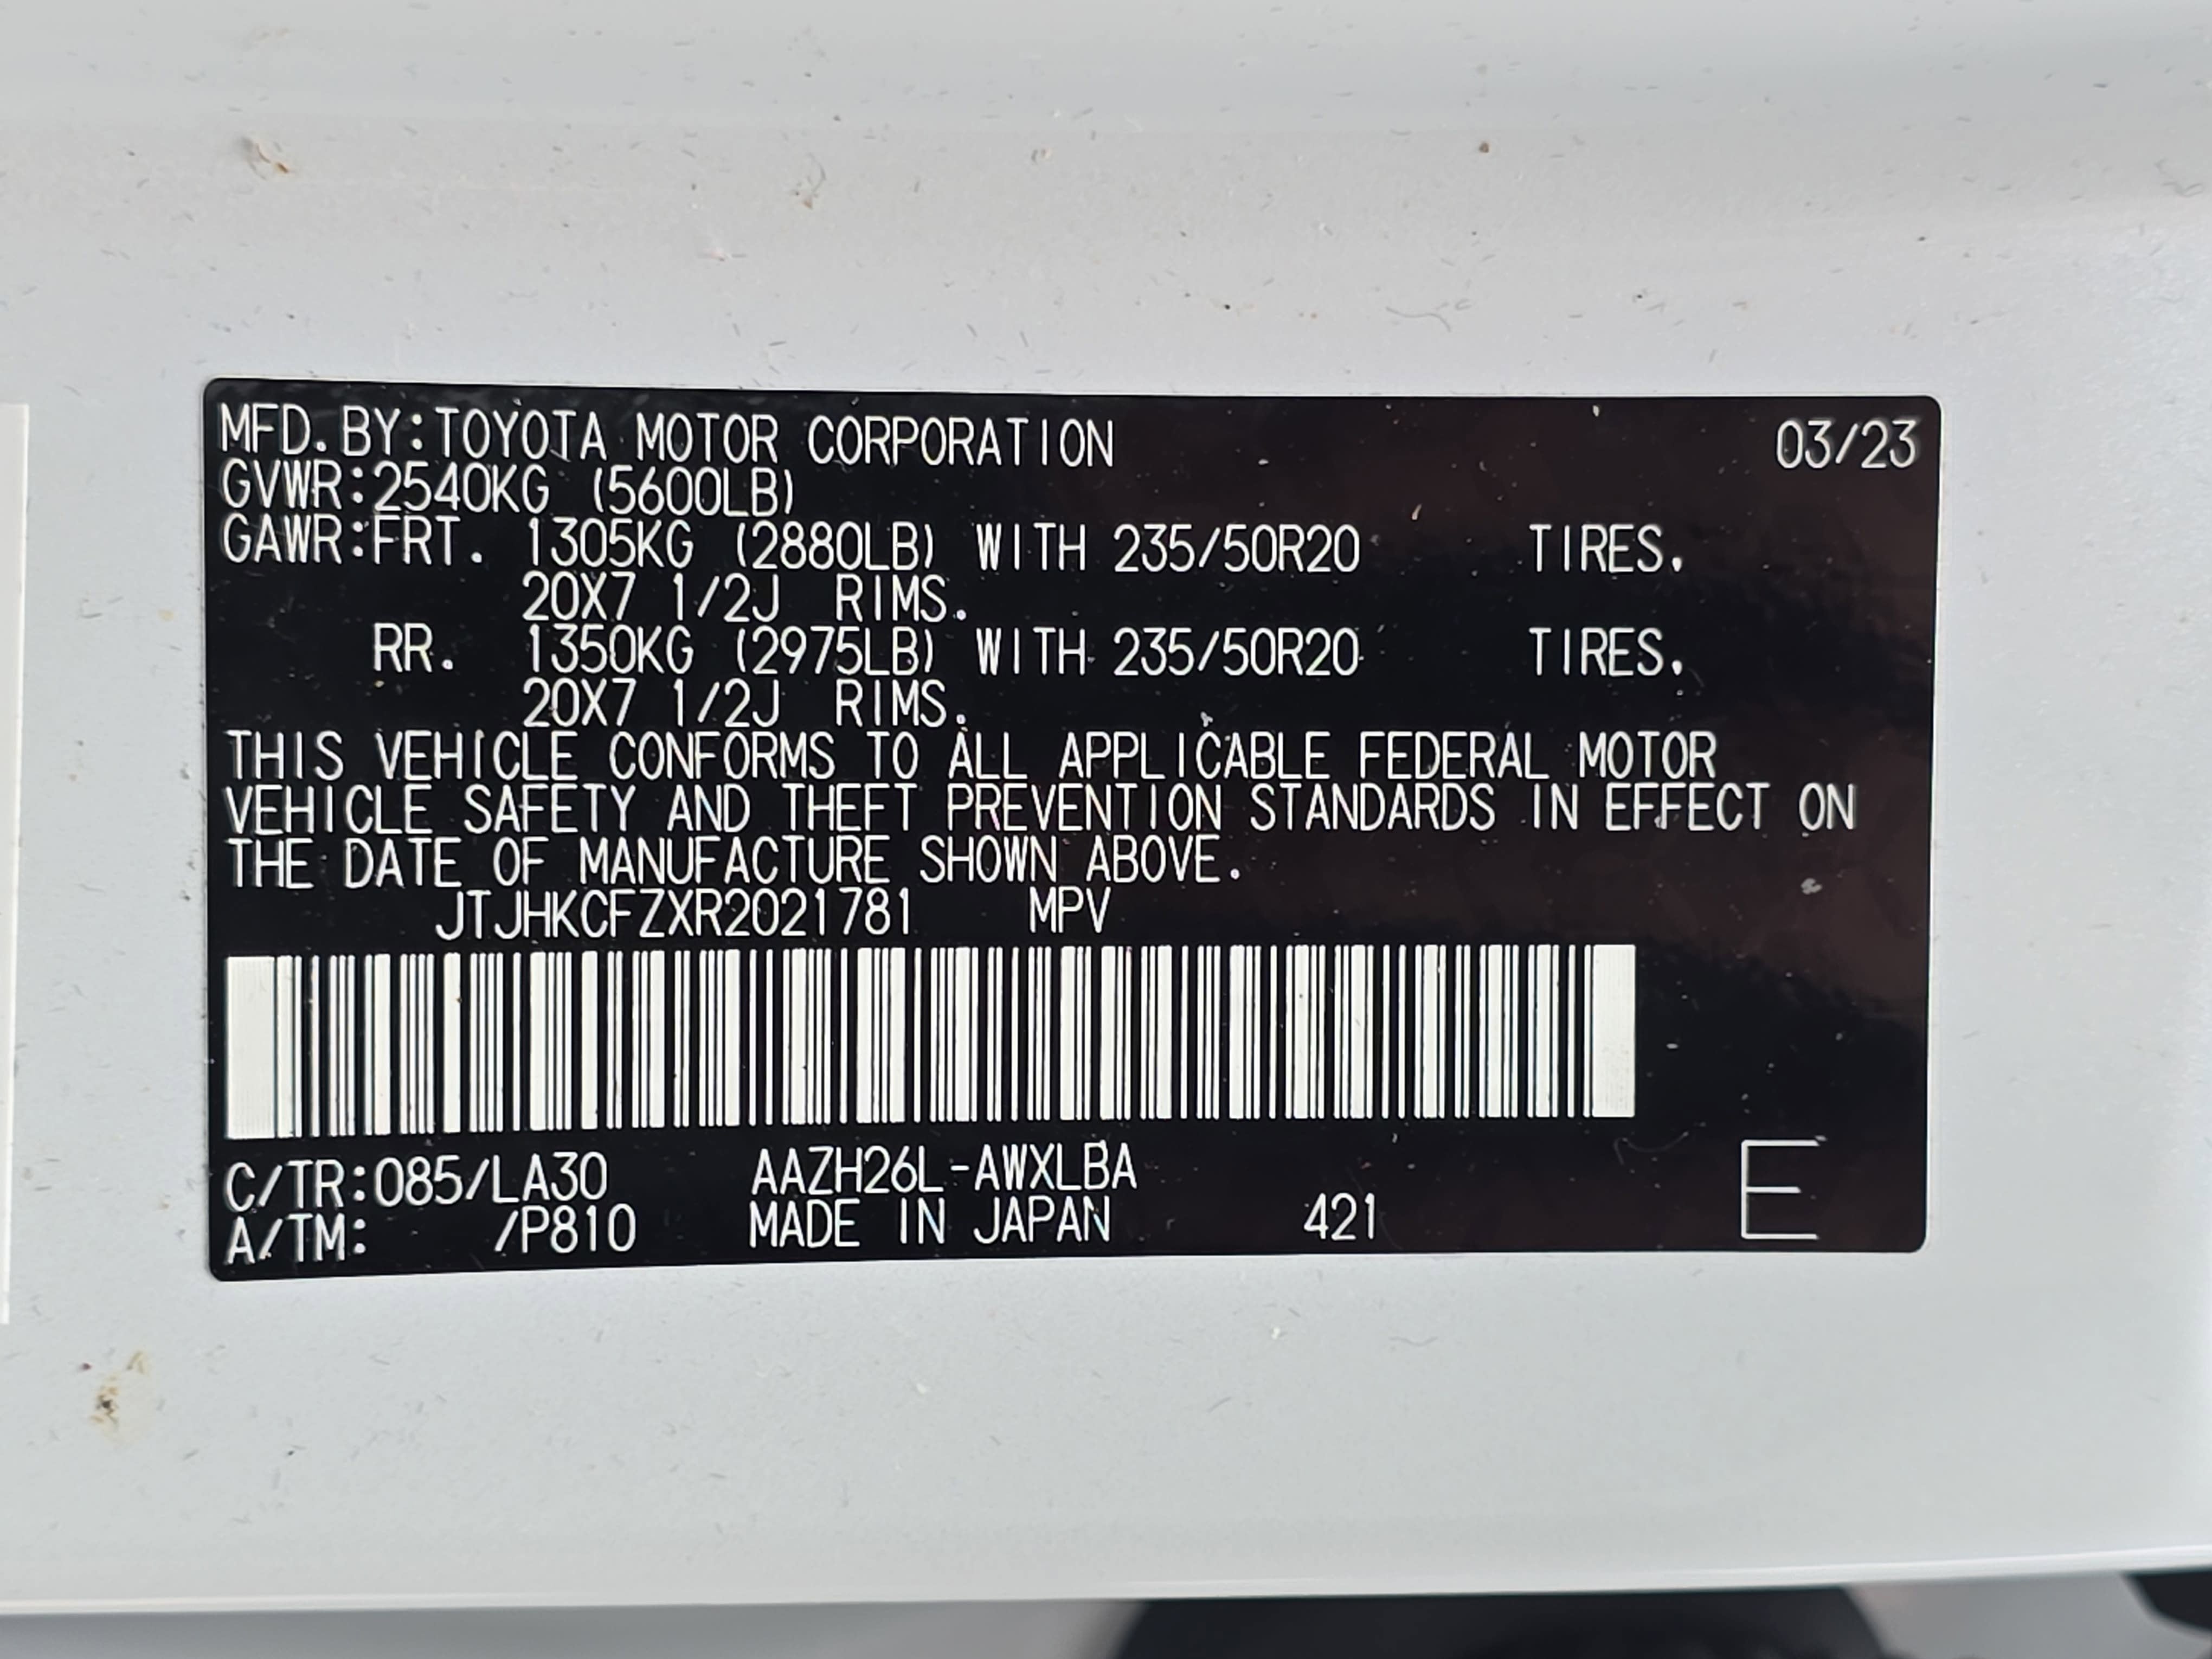 MFD.BY:TOYOTA MOTOR CORPORATION 03/23
GVWR:2540KG (5600LB)
GAWR:FRT. 1305KG (2880LB) WITH 235/50R20 TIRES.
20X7 1/2J RIMS.
RR. 1350KG (2975LB) WITH 235/50R20 TIRES.
20X7 1/2J RIMS.
THIS VEHICLE CONFORMS TO ALL APPLICABLE FEDERAL MOTOR
VEHICLE SAFETY AND THEFT PREVENTION STANDARDS IN EFFECT ON
THE DATE OF MANUFACTURE SHOWN ABOVE.
JTJHKCFZXR2021781 MPV
C/TR:085/LA30 AAZH26L-AWXLBA
A/TM: /P810 MADE IN JAPAN 421 E